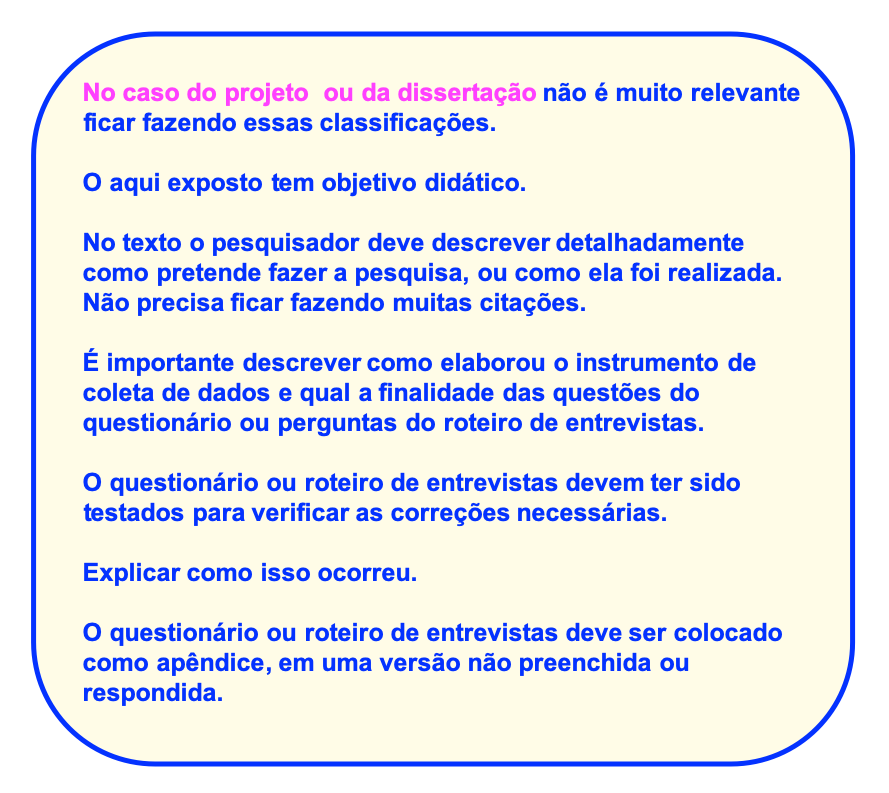 No caso do projeto  ou da dissertação não é muito relevante
ficar fazendo essas classificações.
O aqui exposto tem objetivo didático.
No texto o pesquisador deve descrever detalhadamente
como pretende fazer a pesquisa, ou como ela foi realizada.
Não precisa ficar fazendo muitas citações.
É importante descrever como elaborou o instrumento de
coleta de dados e qual a finalidade das questões do
questionário ou perguntas do roteiro de entrevistas.
O questionário ou roteiro de entrevistas devem ter sido
testados para verificar as correções necessárias.
Explicar como isso ocorreu.
O questionário ou roteiro de entrevistas deve ser colocado
como apêndice, em uma versão não preenchida ou
respondida.